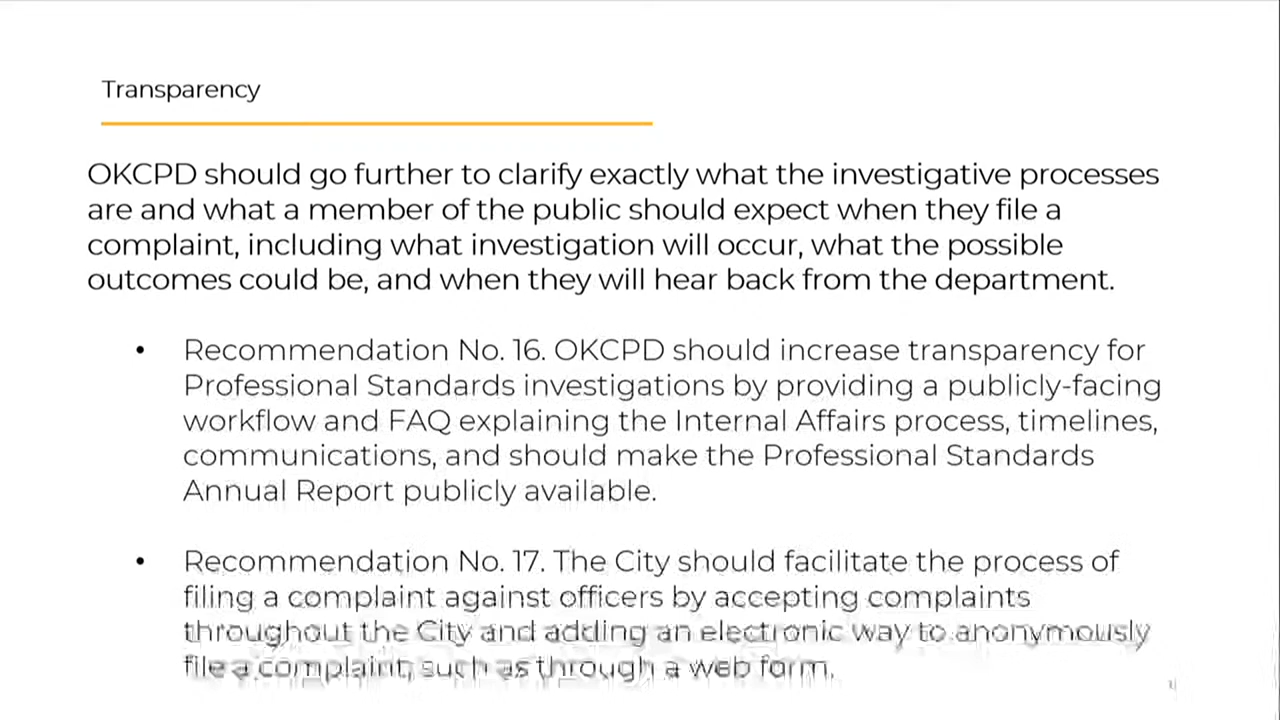 Transparency
OKCPD should go further to clarify exactly what the investigative processes
are and what a member of the public should expect when they file a
complaint, including what investigation will occur, what the possible
outcomes could be, and when they will hear back from the department.
• Recommendation No. 16. OKCPD should increase transparency for
Professional Standards investigations by providing a publicly-facing
workflow and FAQ explaining the Internal Affairs process, timelines,
communications, and should make the Professional Standards
Annual Report publicly available.
• Recommendation No. 17. The City should facilitate the process of
filing a complaint against officers by accepting complaints
throughout the City and adding an electronic way to anonymously
file a complaint, such as through a web form.